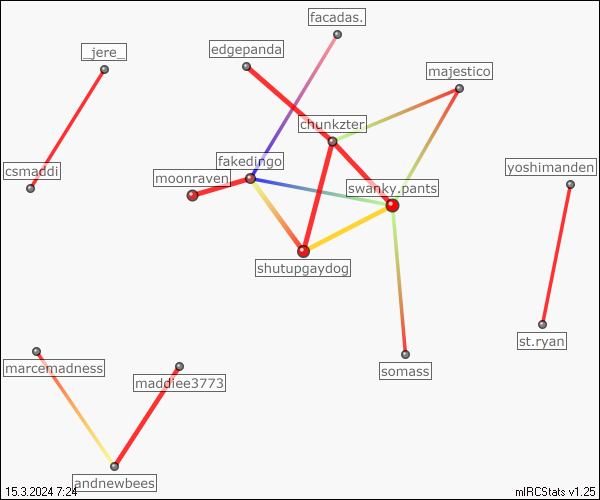 facadas.
edgepanda
_jere_
majestico
chunkzter
fakedingo
csmaddi
moonraven
yoshimanden
swanky.pants
shutupgaydog
st.ryan
marcemadness
somass
maddiee3773
andnewbees
15.3.2024 7:24
mIRCStats v1.25